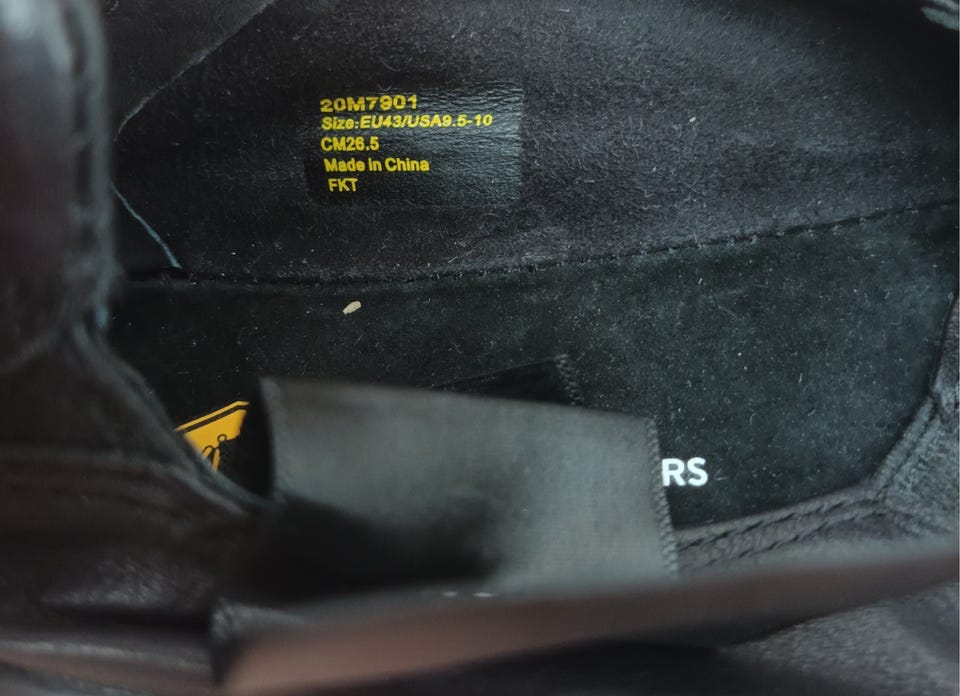 20M7901
Size:EU43/USA9.5-10
CM26.5
Made in China
FKT
RS